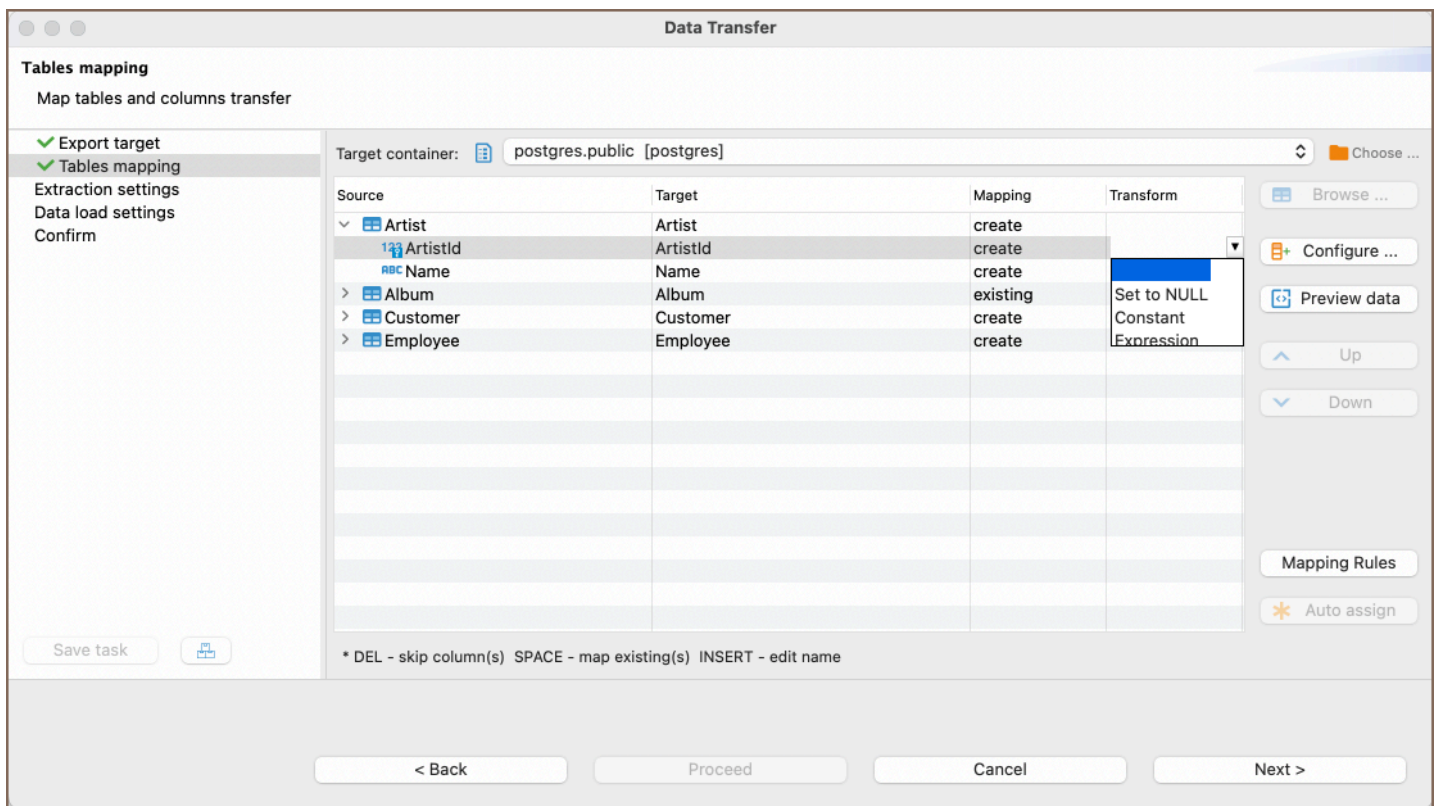 Data Transfer
Tables mapping
Map tables and columns transfer
Export target
Tables mapping
Extraction settings
Data load settings
Confirm
Target container: postgres.public [postgres] Choose ...
Source Target Mapping Transform
Browse ...
Artist Artist create
123 ArtistId ArtistId create
Configure ...
ABC Name Name create
Album Album existing Set to NULL
Preview data
Customer Customer create Constant
Employee Employee create Expression
Up
Down
Mapping Rules
Auto assign
Save task
* DEL - skip column(s) SPACE - map existing(s) INSERT - edit name
< Back Proceed Cancel Next >